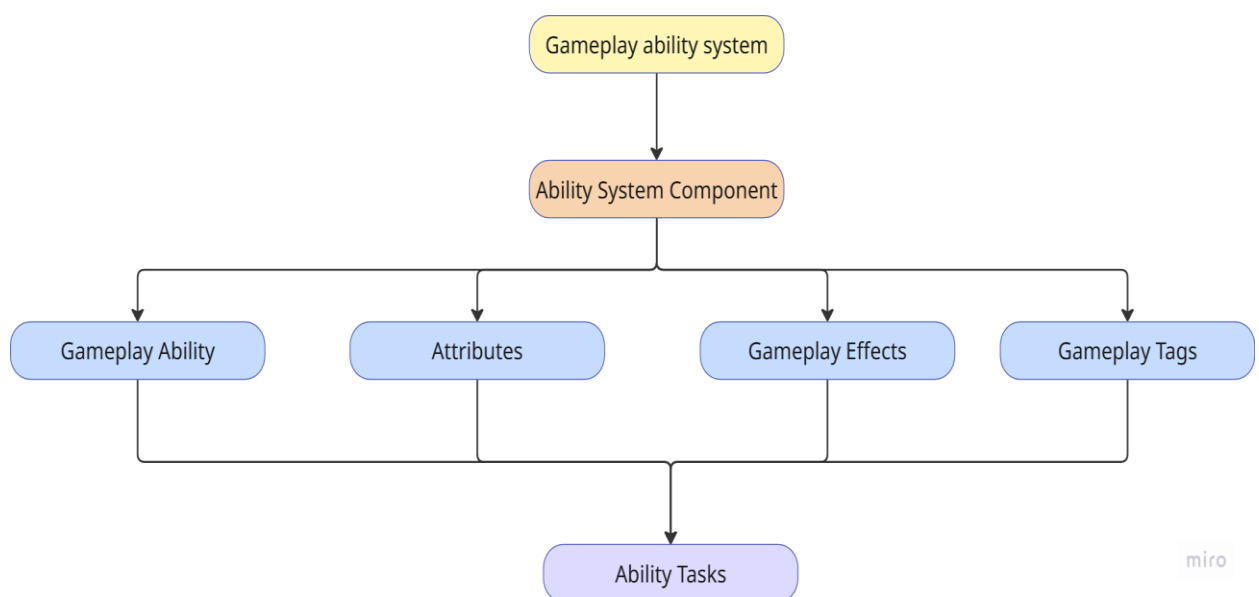 Gameplay ability system
Ability System Component
Gameplay Ability
Attributes
Gameplay Effects
Gameplay Tags
Ability Tasks
miro